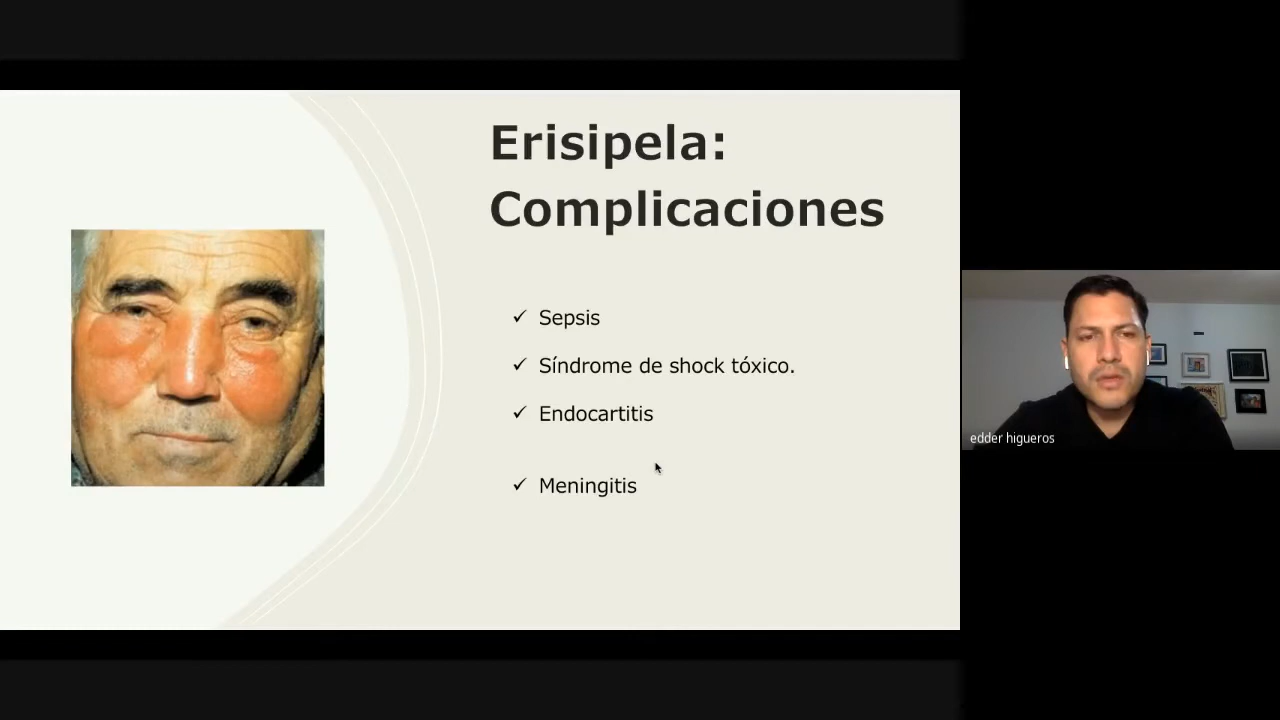 Erisipela:
Complicaciones
✓ Sepsis
✓ Síndrome de shock tóxico.
✓ Endocartitis
✓ Meningitis
edder higueros